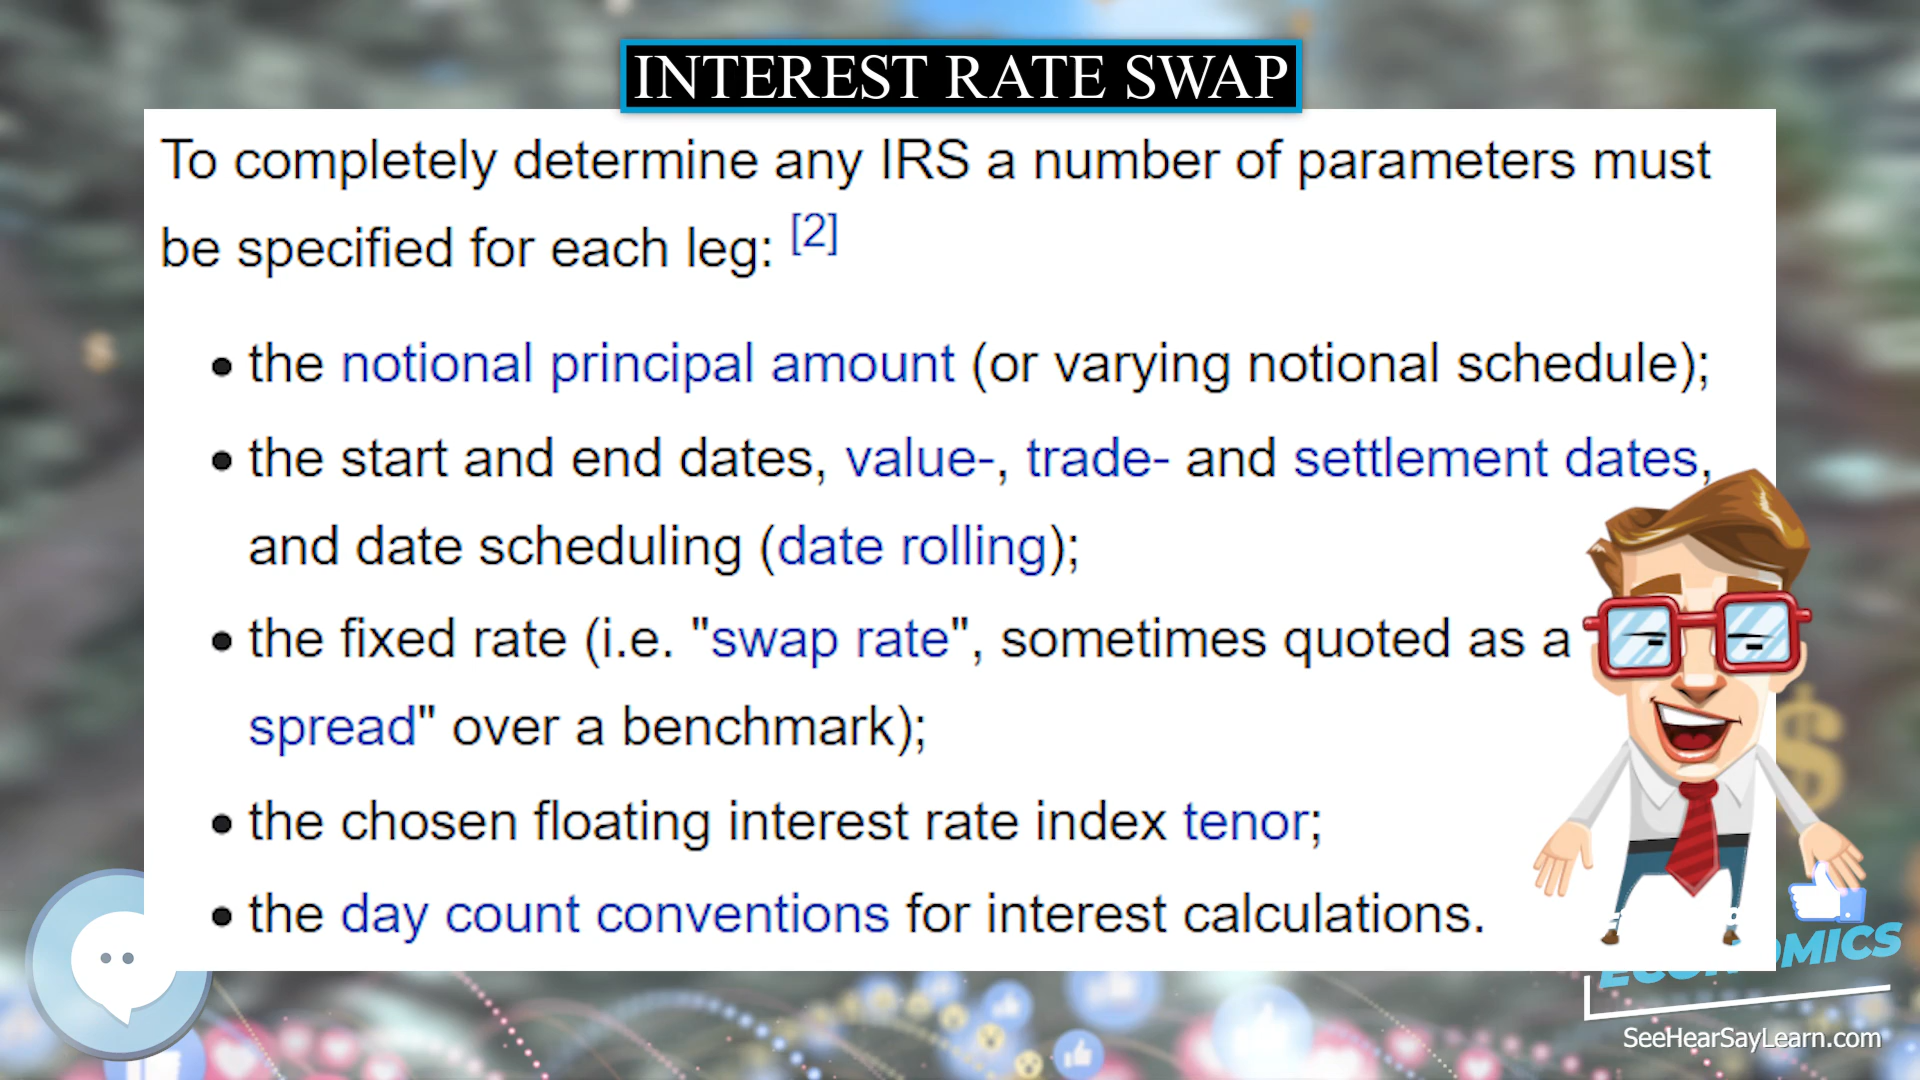 INTEREST RATE SWAP
To completely determine any IRS a number of parameters must
be specified for each leg: [2]
• the notional principal amount (or varying notional schedule);
• the start and end dates, value-, trade- and settlement dates,
and date scheduling (date rolling);
• the fixed rate (i.e. "swap rate", sometimes quoted as a
spread" over a benchmark);
• the chosen floating interest rate index tenor;
• the day count conventions for interest calculations.
ECONOMICS
SeeHearSayLearn.com